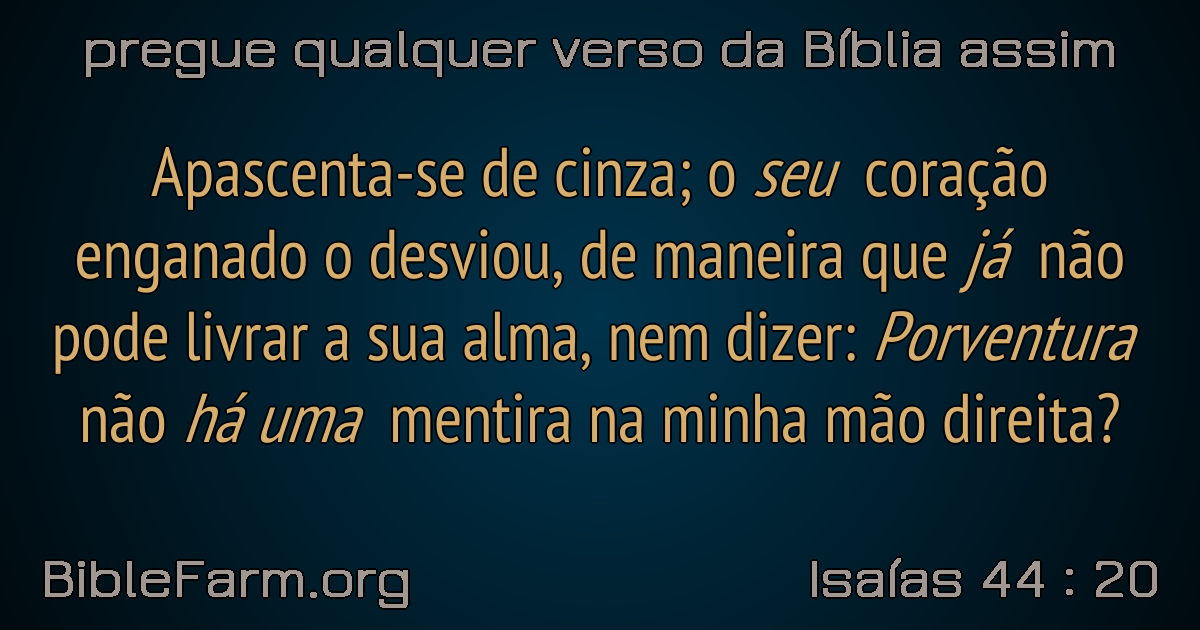 pregue qualquer verso da Bíblia assim
Apascenta-se de cinza; o seu coração
enganado o desviou, de maneira que já não
pode livrar a sua alma, nem dizer: Porventura
não há uma mentira na minha mão direita?
BibleFarm.org
Isaías 44 : 20